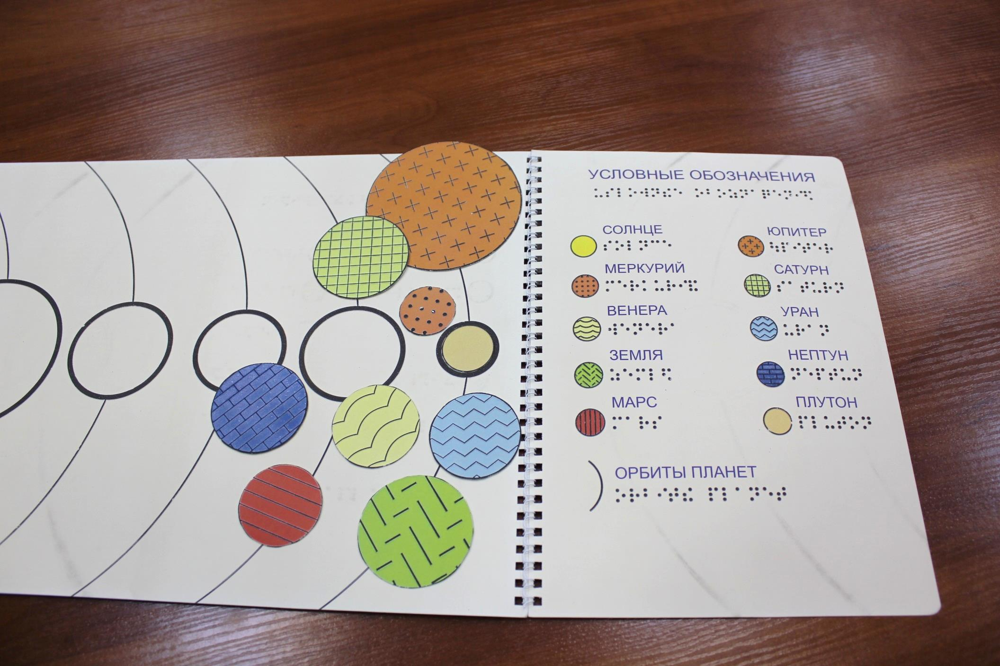 УСЛОВНЫЕ ОБОЗНАЧЕНИЯ
⠥⠎⠇⠕⠺⠝⠮⠑ ⠕⠃⠕⠵⠝⠁⠟⠑⠝⠊⠫
СОЛНЦЕ
⠎⠕⠇⠝⠉⠑
МЕРКУРИЙ
⠍⠑⠗⠅⠥⠗⠊⠯
ВЕНЕРА
⠺⠑⠝⠑⠗⠁
ЗЕМЛЯ
⠵⠑⠍⠇⠫
МАРС
⠍⠁⠗⠎
ЮПИТЕР
⠳⠏⠊⠞⠑⠗
САТУРН
⠎⠁⠞⠥⠗⠝
УРАН
⠥⠗⠁⠝
НЕПТУН
⠝⠑⠏⠞⠥⠝
ПЛУТОН
⠏⠇⠥⠞⠕⠝
ОРБИТЫ ПЛАНЕТ
⠕⠗⠃⠊⠞⠮ ⠏⠇⠁⠝⠑⠞